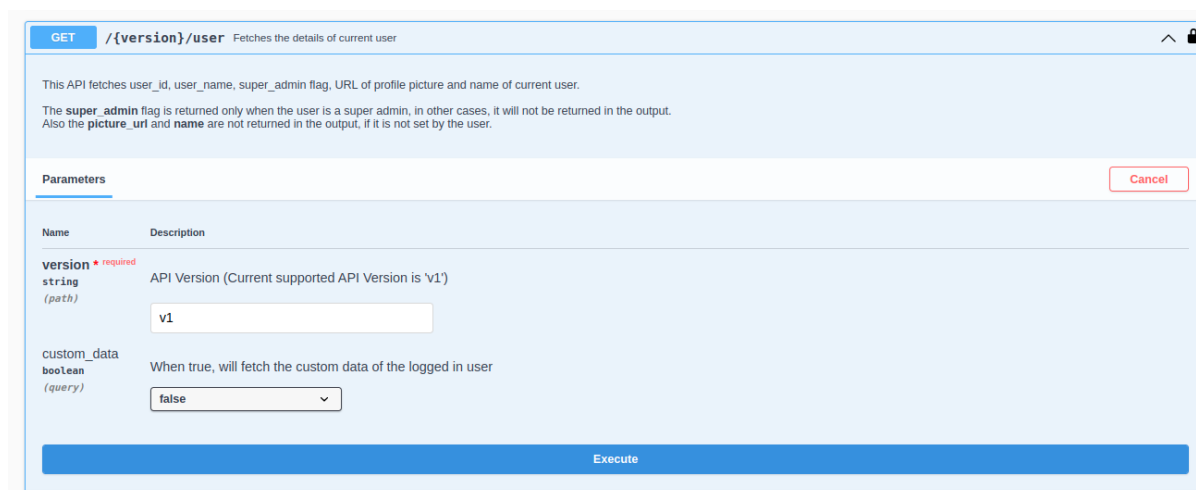 GET /{version}/user Fetches the details of current user
This API fetches user_id, user_name, super_admin flag, URL of profile picture and name of current user.
The super_admin flag is returned only when the user is a super admin, in other cases, it will not be returned in the output.
Also the picture_url and name are not returned in the output, if it is not set by the user.
Parameters
Cancel
Name Description
version * required
string
(path)
API Version (Current supported API Version is 'v1')
v1
custom_data
boolean
(query)
When true, will fetch the custom data of the logged in user
false
Execute